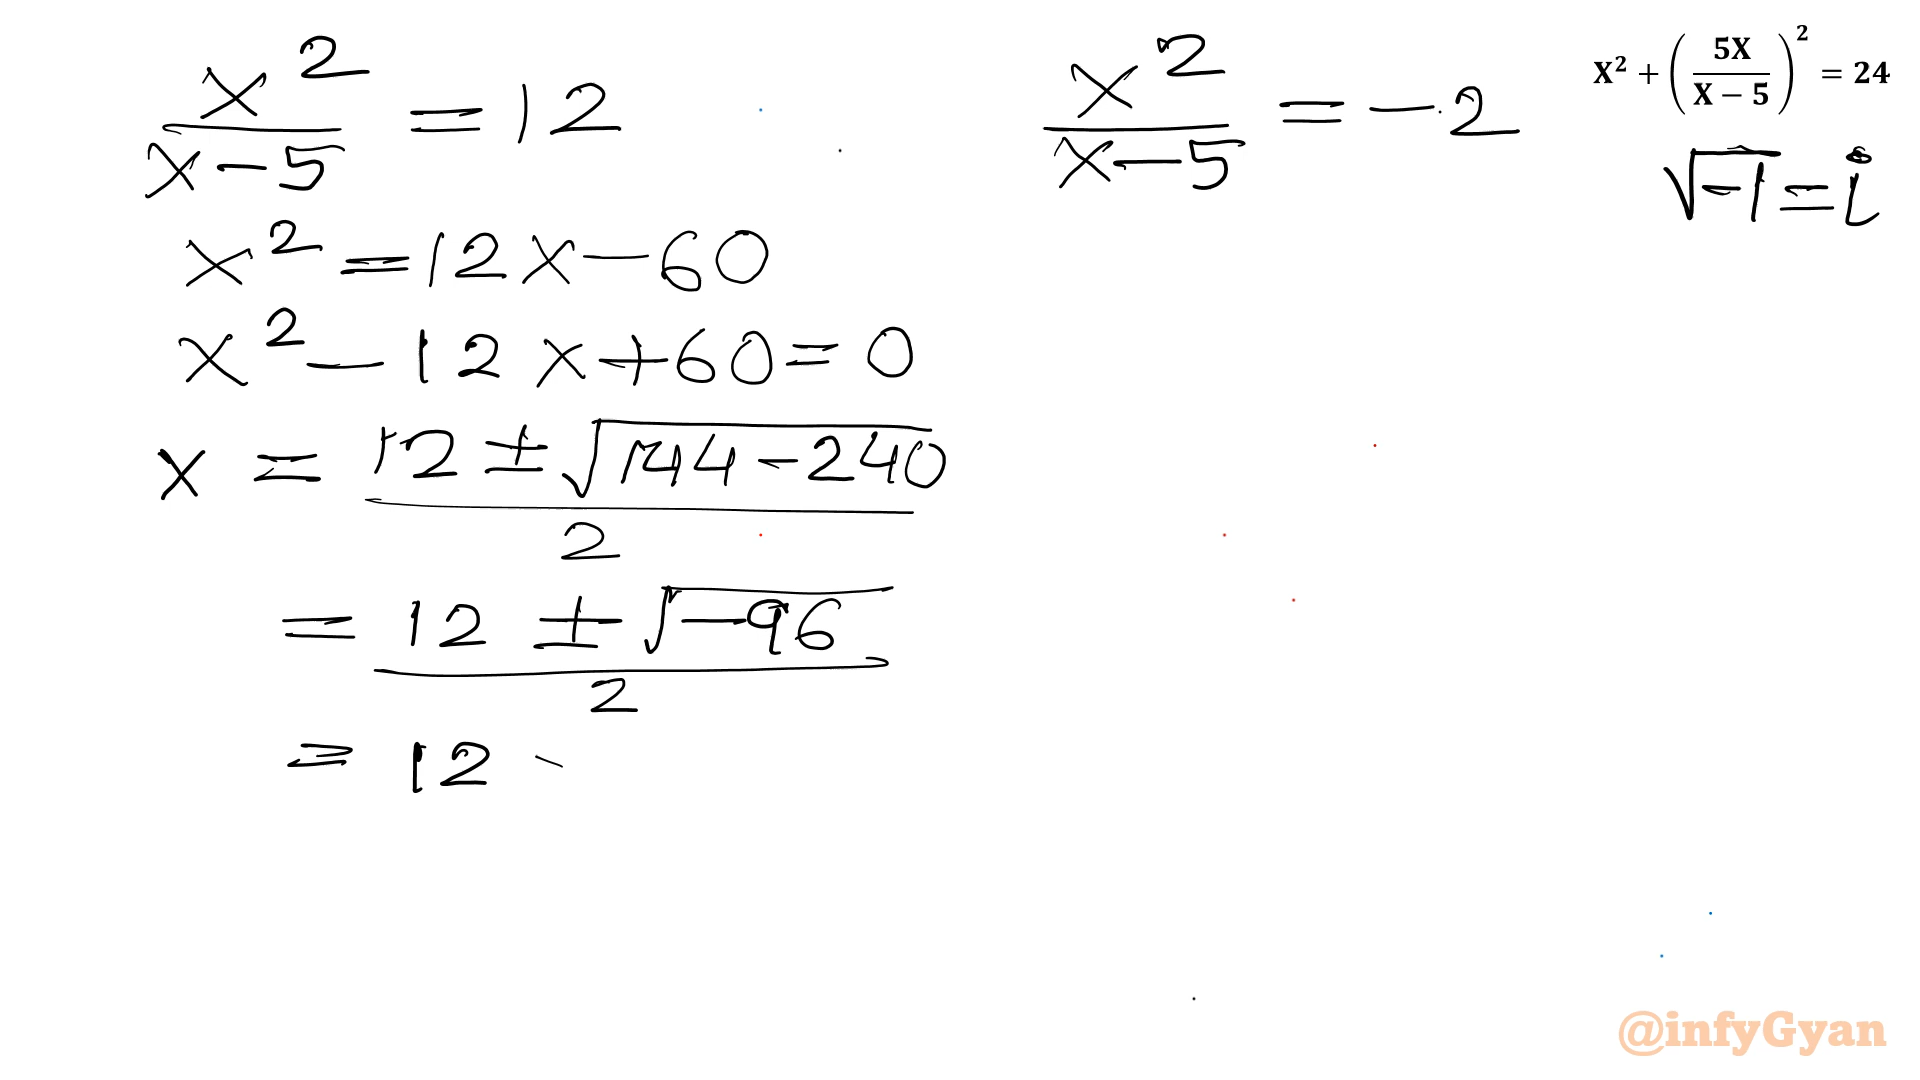 x²/(x-5) = 12
x² = 12x - 60
x² - 12x + 60 = 0
x = (12 ± √(144 - 240))/2
= (12 ± √(-96))/2
= 12 -
x²/(x-5) = -2
X² + (5X/(X - 5))² = 24
√-1 = i
@infyGyan